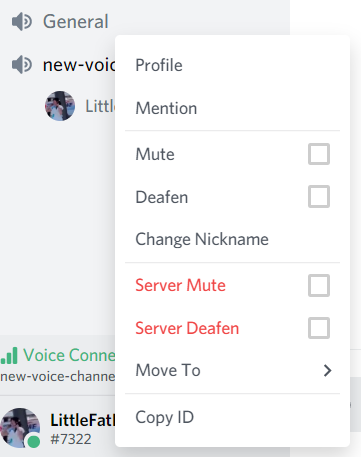 General
new-voic
Profile
Mention
Littl
Mute
Deafen
Change Nickname
Server Mute
Server Deafen
Move To
Voice Conne
new-voice-channe
Copy ID
LittleFat
#7322